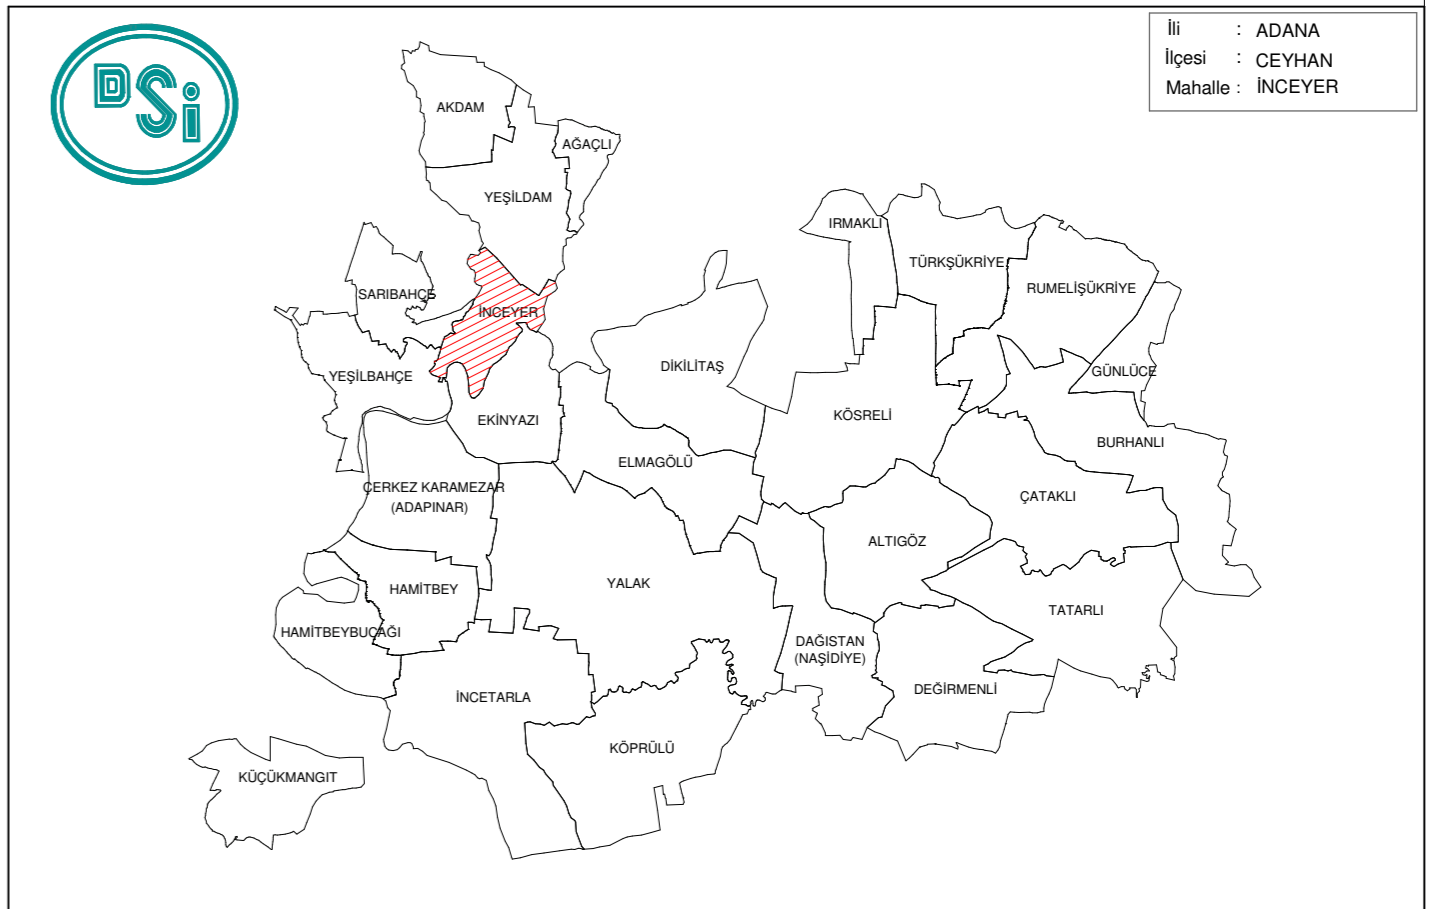 DSi
İli : ADANA
İlçesi : CEYHAN
Mahalle : İNCEYER
AKDAM
AĞAÇLI
YEŞİLDAM
IRMAKLI
TÜRKŞÜKRİYE
RUMELİŞÜKRİYE
SARIBAHÇE
İNCEYER
DİKİLİTAŞ
GÜNLÜCE
YEŞİLBAHÇE
KÖSRELİ
EKİNYAZI
BURHANLI
ELMAGÖLÜ
ÇERKEZ KARAMEZAR
(ADAPINAR)
ÇATAKLI
ALTIGÖZ
YALAK
HAMİTBEY
TATARLI
HAMİTBEYBUCAĞI
DAĞISTAN
(NAŞİDİYE)
DEĞİRMENLİ
İNCETARLA
KÖPRÜLÜ
KÜÇÜKMANGIT